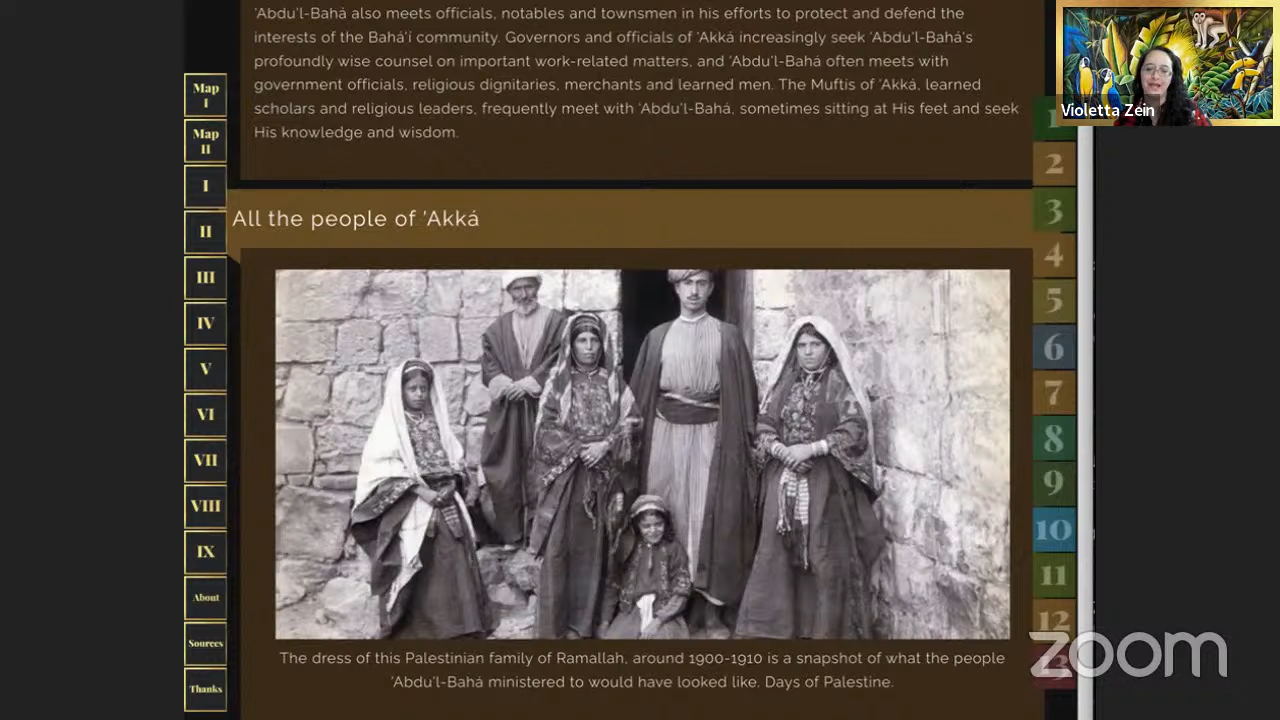 'Abdu'l-Bahá also meets officials, notables and townsmen in his efforts to protect and defend the
interests of the Bahá'í community. Governors and officials of 'Akká increasingly seek 'Abdu'l-Bahá's
profoundly wise counsel on important work-related matters, and 'Abdu'l-Bahá often meets with
government officials, religious dignitaries, merchants and learned men. The Muftis of 'Akká, learned
scholars and religious leaders, frequently meet with 'Abdu'l-Bahá, sometimes sitting at His feet and seek
His knowledge and wisdom.
All the people of 'Akká
The dress of this Palestinian family of Ramallah, around 1900-1910 is a snapshot of what the people
'Abdu'l-Bahá ministered to would have looked like. Days of Palestine.
Map
I
Map
II
I
II
III
IV
V
VI
VII
VIII
IX
About
Sources
Thanks
Violetta Zein
1
2
3
4
5
6
7
8
9
10
11
12
13
zoom